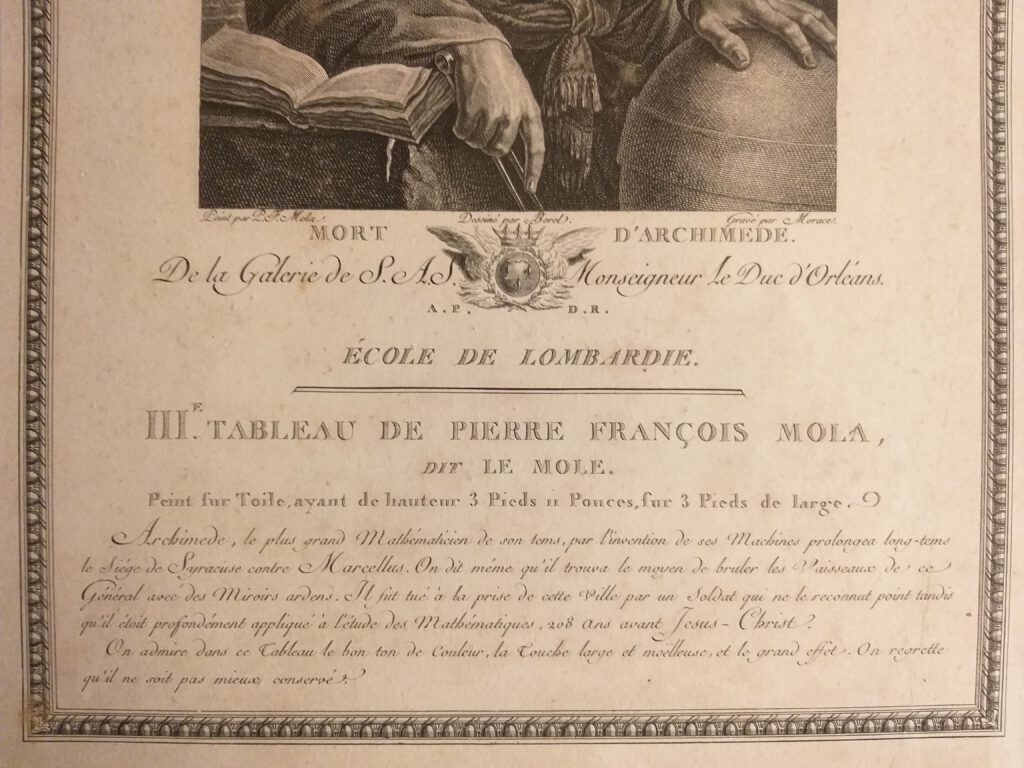 Peint par P. F. Mola. Dessiné par Borel. Gravé par Morace.
MORT D'ARCHIMEDE.
De la Galerie de S. A. S. Monseigneur le Duc d'Orléans.
A. P. D. R.
ÉCOLE DE LOMBARDIE.
IIIE. TABLEAU DE PIERRE FRANÇOIS MOLA,
DIT LE MOLE.
Peint sur Toile, ayant de hauteur 3 Pieds 11 Pouces, sur 3 Pieds de large.
Archimede, le plus grand Mathématicien de son tems, par l'invention de ses Machines prolongea long-tems
le Siége de Syracuse contre Marcellus. On dit même qu'il trouva le moyen de bruler les Vaisseaux de ce
Général avec des Miroirs ardens. Il fut tué à la prise de cette Ville par un Soldat qui ne le reconnut point tandis
qu'il étoit profondément appliqué à l'étude des Mathématiques, 208 ans avant Jesus-Christ.
On admire dans ce Tableau le bon ton de Couleur, la Touche large et moëlleuse, et le grand effêt. On regrette
qu'il ne soit pas mieux conservé.